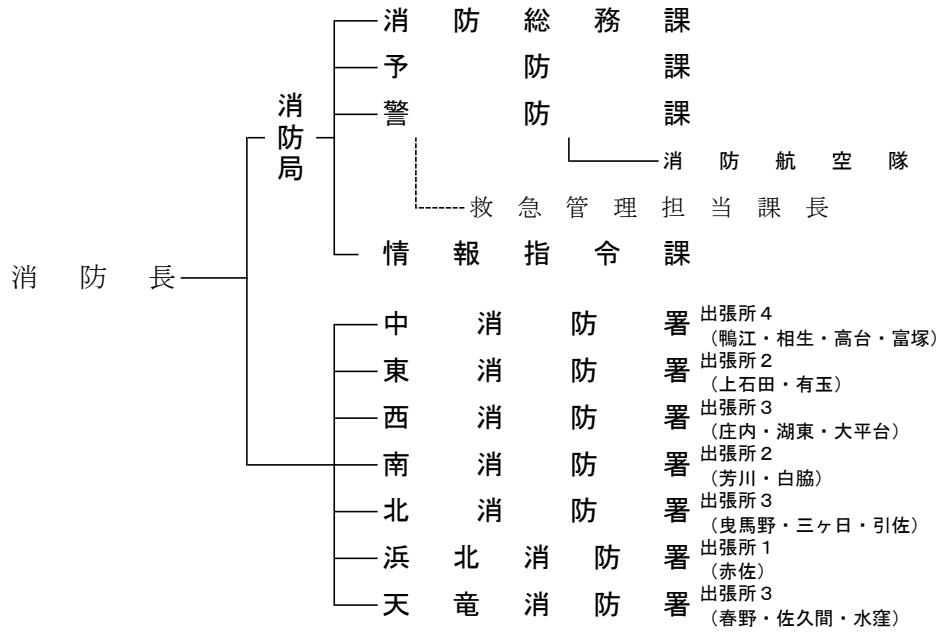 消防総務課
予防課
警防課
消防局
消防航空隊
救急管理担当課長
情報指令課
消防長
中消防署 出張所4
（鴨江・相生・高台・富塚）
東消防署 出張所2
（上石田・有玉）
西消防署 出張所3
（庄内・湖東・大平台）
南消防署 出張所2
（芳川・白脇）
北消防署 出張所3
（曳馬野・三ヶ日・引佐）
浜北消防署 出張所1
（赤佐）
天竜消防署 出張所3
（春野・佐久間・水窪）